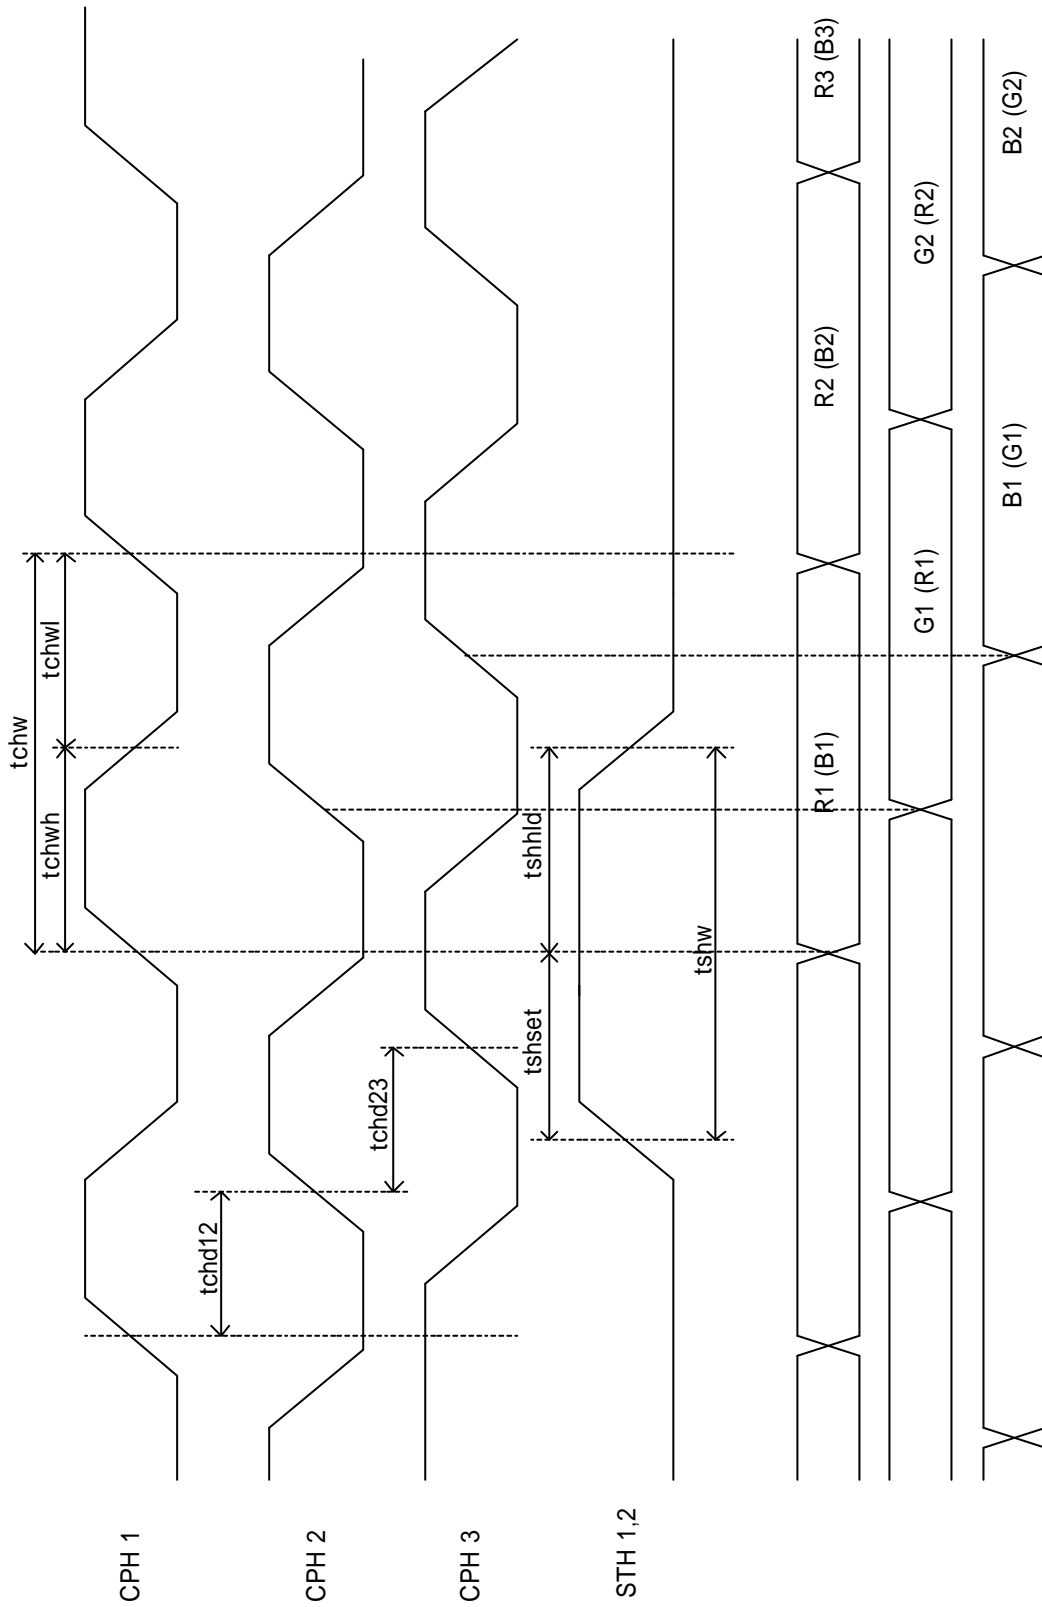 tchw
tchwh
tchwl
CPH 1
tchd12
CPH 2
tchd23
CPH 3
tshset
tshhld
STH 1,2
tshw
R1 (B1)
R2 (B2)
R3 (B3)
G1 (R1)
G2 (R2)
B1 (G1)
B2 (G2)